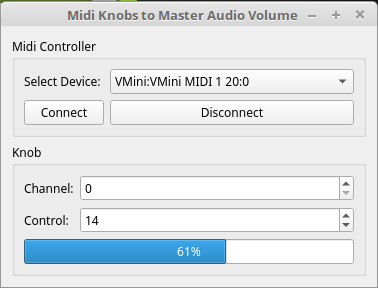 Midi Knobs to Master Audio Volume
Midi Controller
Select Device: VMini:VMini MIDI 1 20:0
Connect Disconnect
Knob
Channel: 0
Control: 14
61%